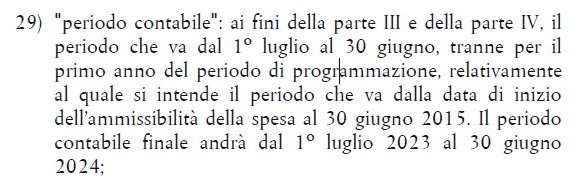 29) "periodo contabile": ai fini della parte III e della parte IV, il
periodo che va dal 1° luglio al 30 giugno, tranne per il
primo anno del periodo di programmazione, relativamente
al quale si intende il periodo che va dalla data di inizio
dell'ammissibilità della spesa al 30 giugno 2015. Il periodo
contabile finale andrà dal 1° luglio 2023 al 30 giugno
2024;